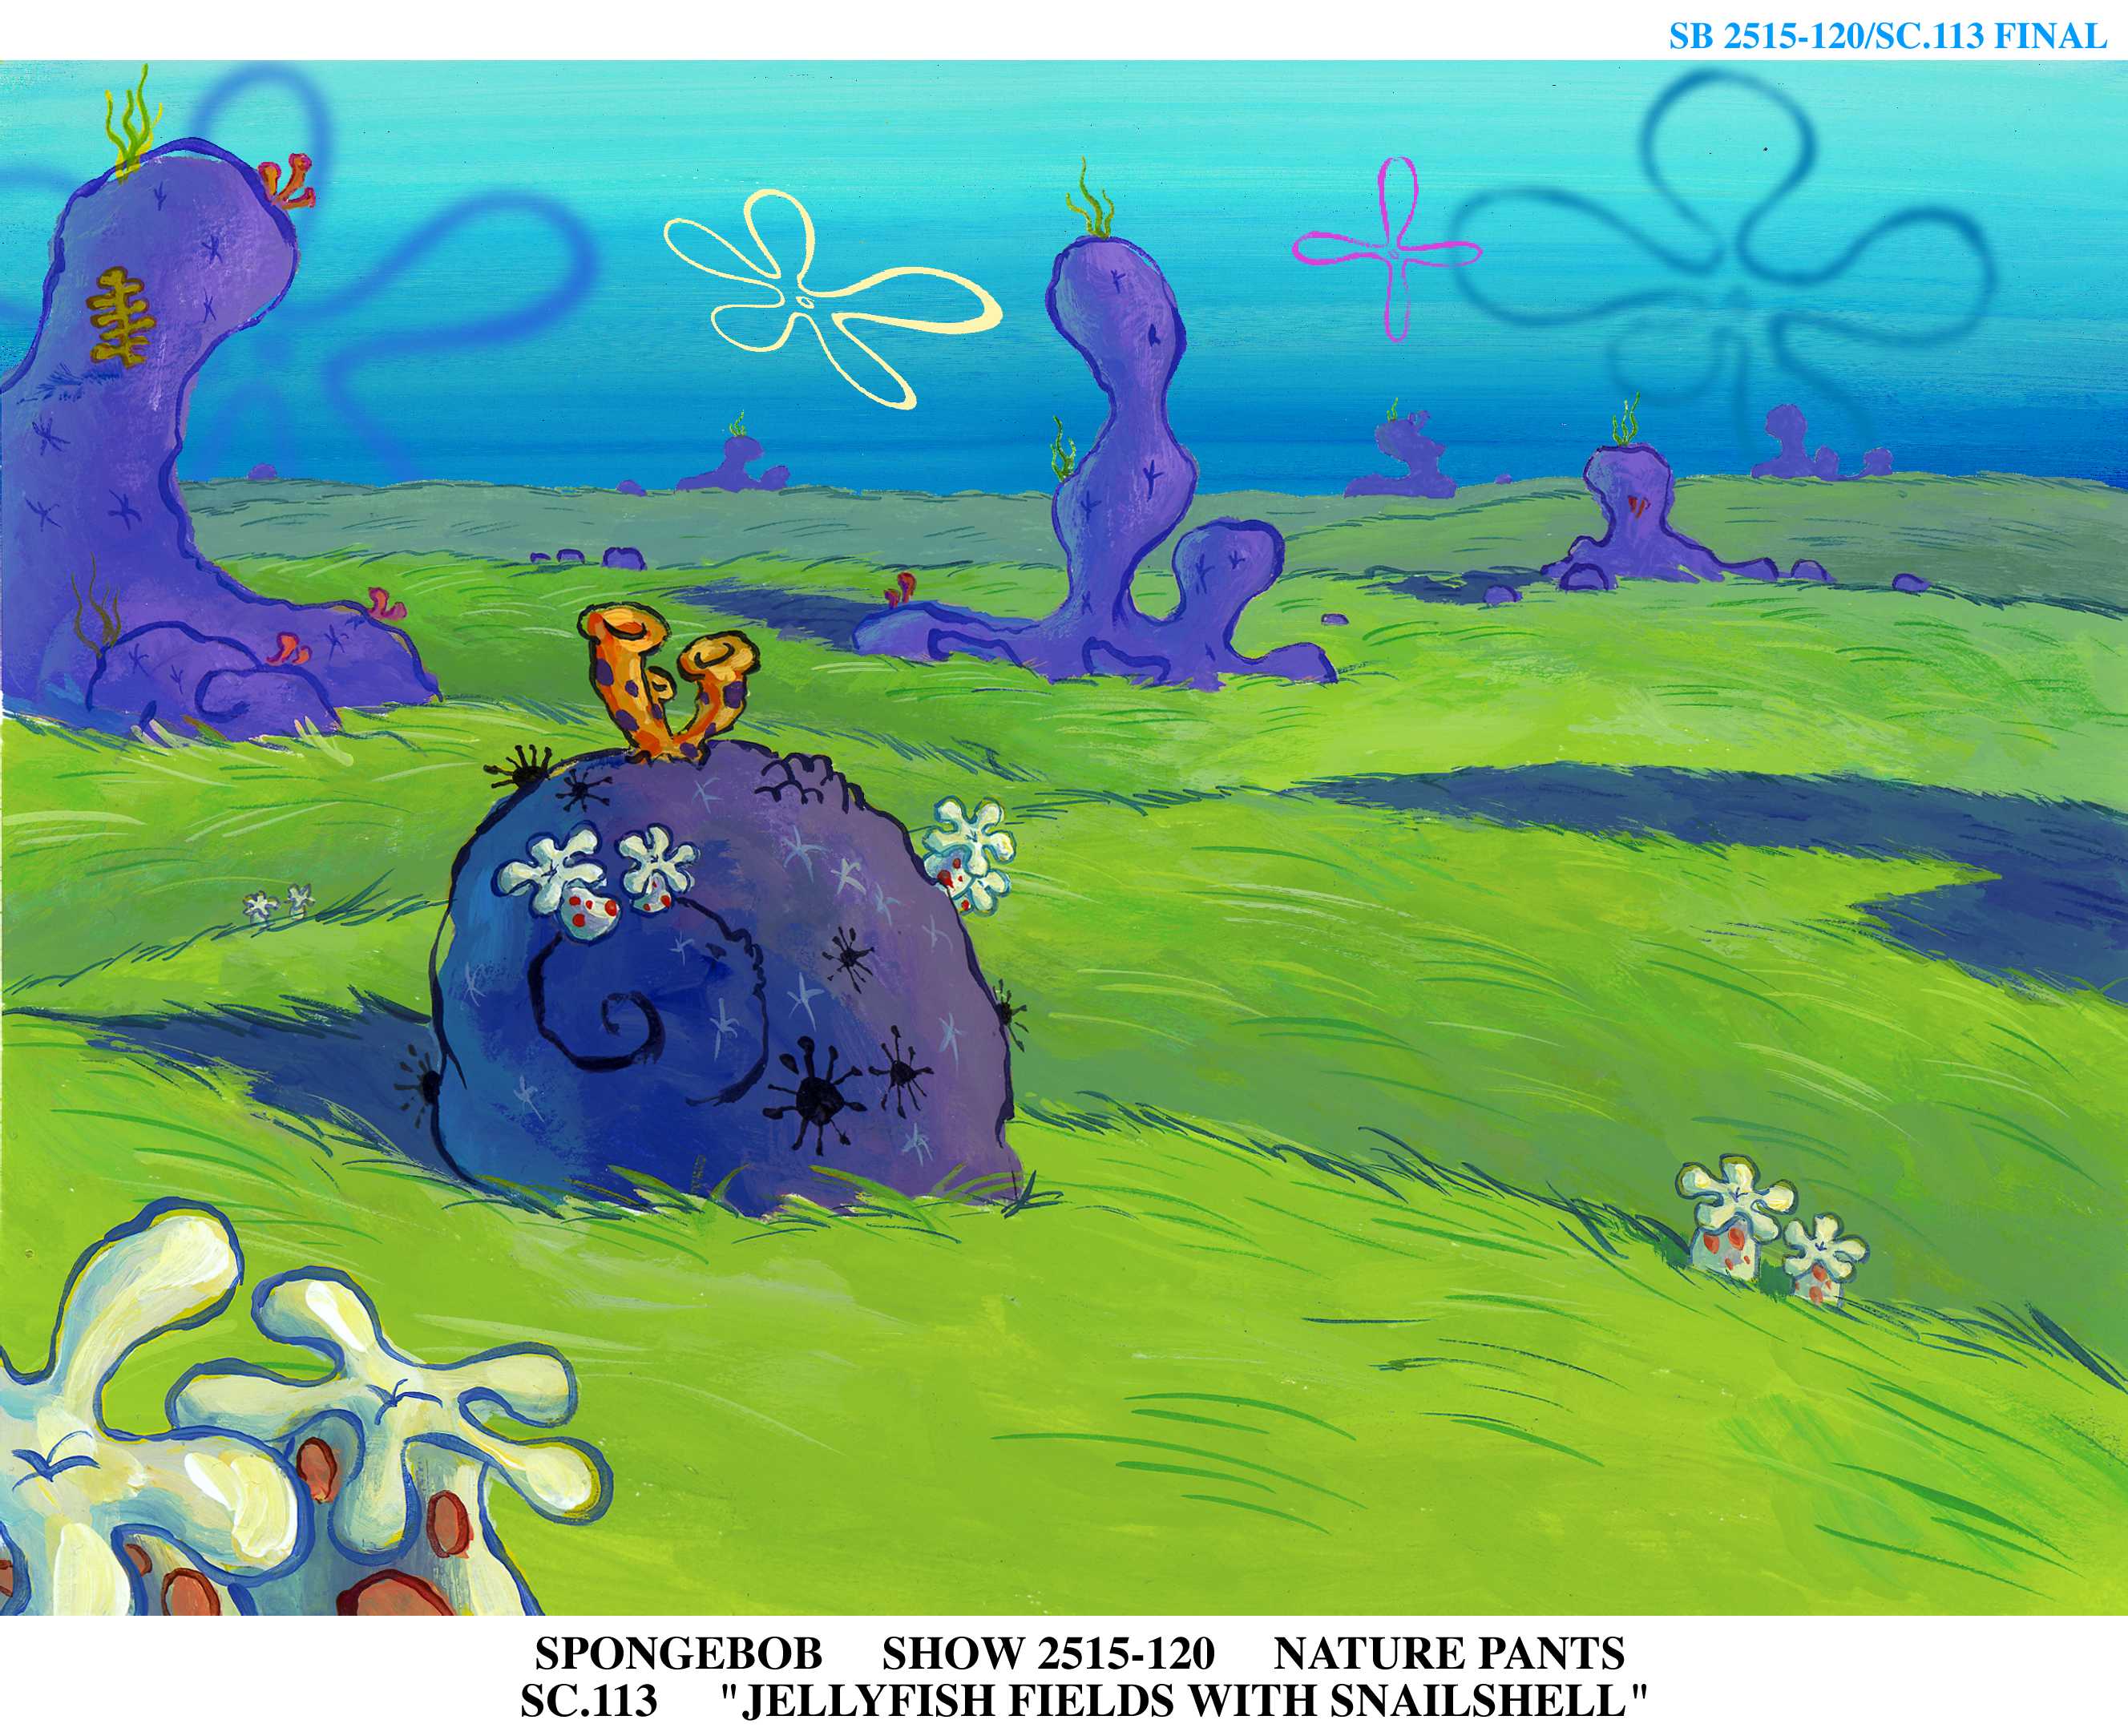 SB 2515-120/SC.113 FINAL
SPONGEBOB SHOW 2515-120 NATURE PANTS
SC.113 "JELLYFISH FIELDS WITH SNAILSHELL"